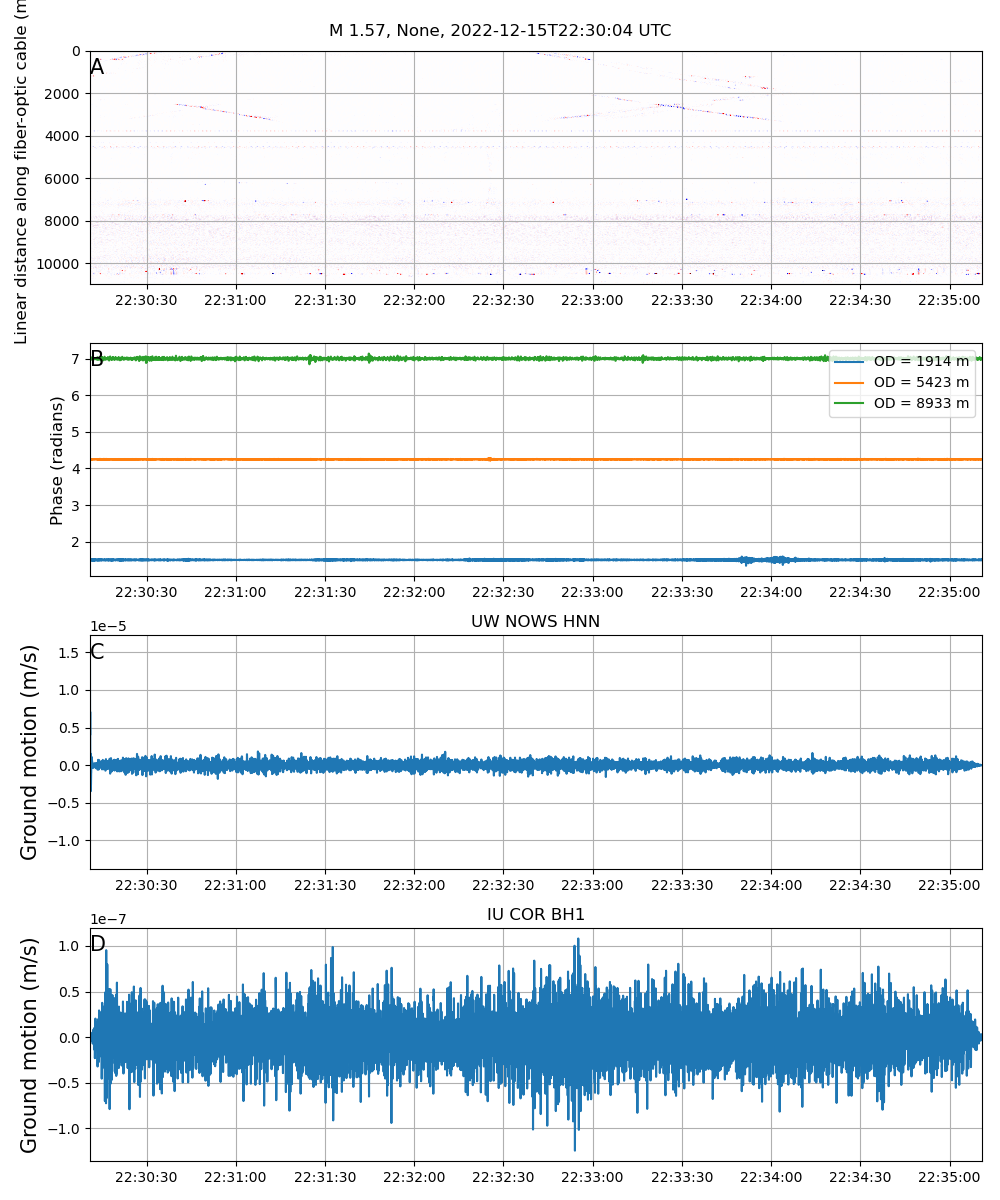 M 1.57, None, 2022-12-15T22:30:04 UTC
Linear distance along fiber-optic cable (m
A
0
2000
4000
6000
8000
10000
22:30:30 22:31:00 22:31:30 22:32:00 22:32:30 22:33:00 22:33:30 22:34:00 22:34:30 22:35:00
Phase (radians)
B
7
6
5
4
3
2
OD = 1914 m
OD = 5423 m
OD = 8933 m
22:30:30 22:31:00 22:31:30 22:32:00 22:32:30 22:33:00 22:33:30 22:34:00 22:34:30 22:35:00
UW NOWS HNN
1e−5
Ground motion (m/s)
C
1.5
1.0
0.5
0.0
−0.5
−1.0
22:30:30 22:31:00 22:31:30 22:32:00 22:32:30 22:33:00 22:33:30 22:34:00 22:34:30 22:35:00
IU COR BH1
1e−7
Ground motion (m/s)
D
1.0
0.5
0.0
−0.5
−1.0
22:30:30 22:31:00 22:31:30 22:32:00 22:32:30 22:33:00 22:33:30 22:34:00 22:34:30 22:35:00